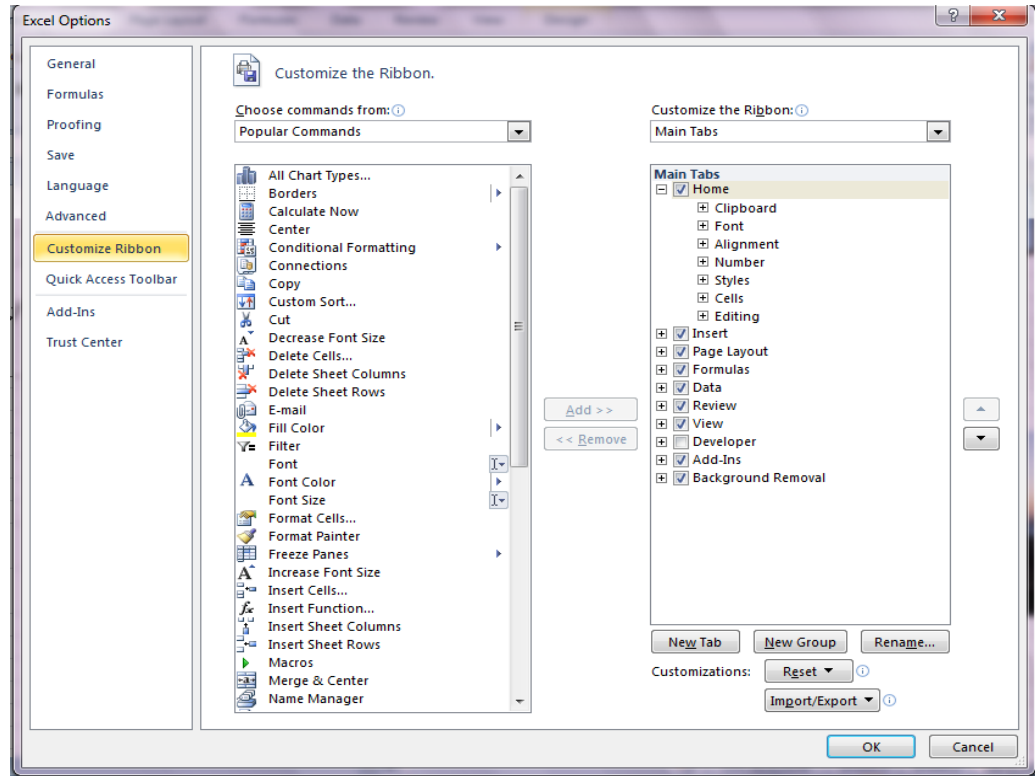 Excel Options
General
Formulas
Proofing
Save
Language
Advanced
Customize Ribbon
Quick Access Toolbar
Add-Ins
Trust Center
Customize the Ribbon.
Choose commands from:
Popular Commands
All Chart Types...
Borders
Calculate Now
Center
Conditional Formatting
Connections
Copy
Custom Sort...
Cut
Decrease Font Size
Delete Cells...
Delete Sheet Columns
Delete Sheet Rows
E-mail
Fill Color
Filter
Font
Font Color
Font Size
Format Cells...
Format Painter
Freeze Panes
Increase Font Size
Insert Cells...
Insert Function...
Insert Sheet Columns
Insert Sheet Rows
Macros
Merge & Center
Name Manager
Add >>
<< Remove
Customize the Ribbon:
Main Tabs
Main Tabs
Home
Clipboard
Font
Alignment
Number
Styles
Cells
Editing
Insert
Page Layout
Formulas
Data
Review
View
Developer
Add-Ins
Background Removal
New Tab
New Group
Rename...
Customizations:
Reset
Import/Export
OK
Cancel